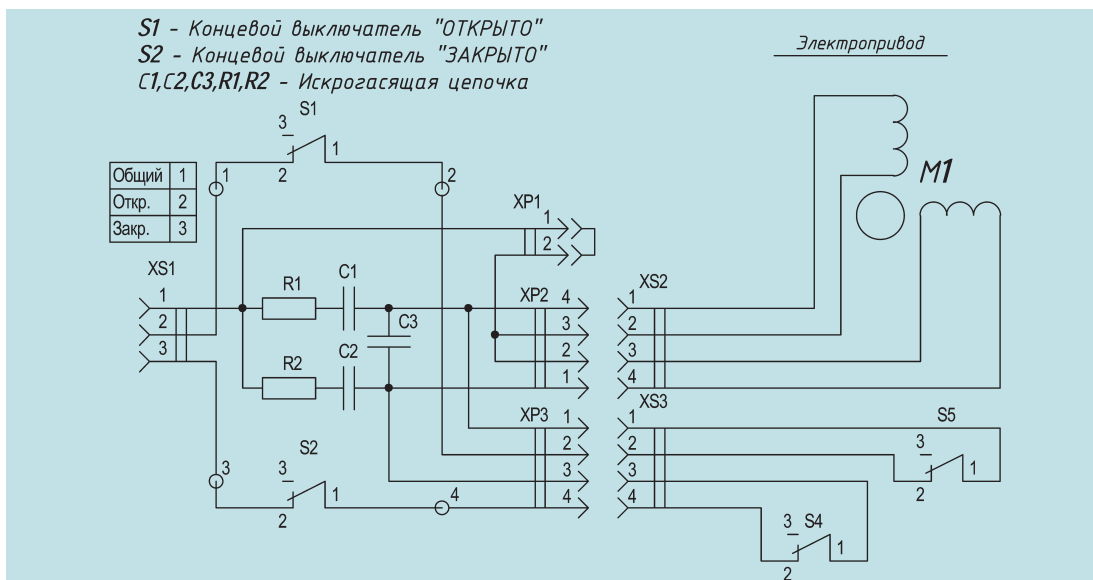 S1 - Концевой выключатель "ОТКРЫТО"
S2 - Концевой выключатель "ЗАКРЫТО"
C1,C2,C3,R1,R2 - Искрогасящая цепочка
Электропривод
S1
3
1
2
Общий 1
Откр. 2
Закр. 3
1
2
XP1
1
2
M1
XS1
1
2
3
R1
C1
C3
R2
C2
XP2
4
3
2
1
XS2
1
2
3
4
XP3
1
2
3
4
XS3
1
2
3
4
S5
3
1
2
3
S2
3
1
2
4
S4
3
1
2